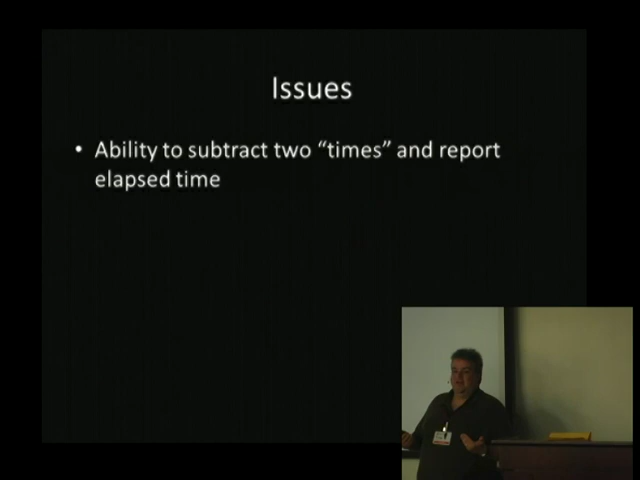 Issues
• Ability to subtract two “times” and report
elapsed time